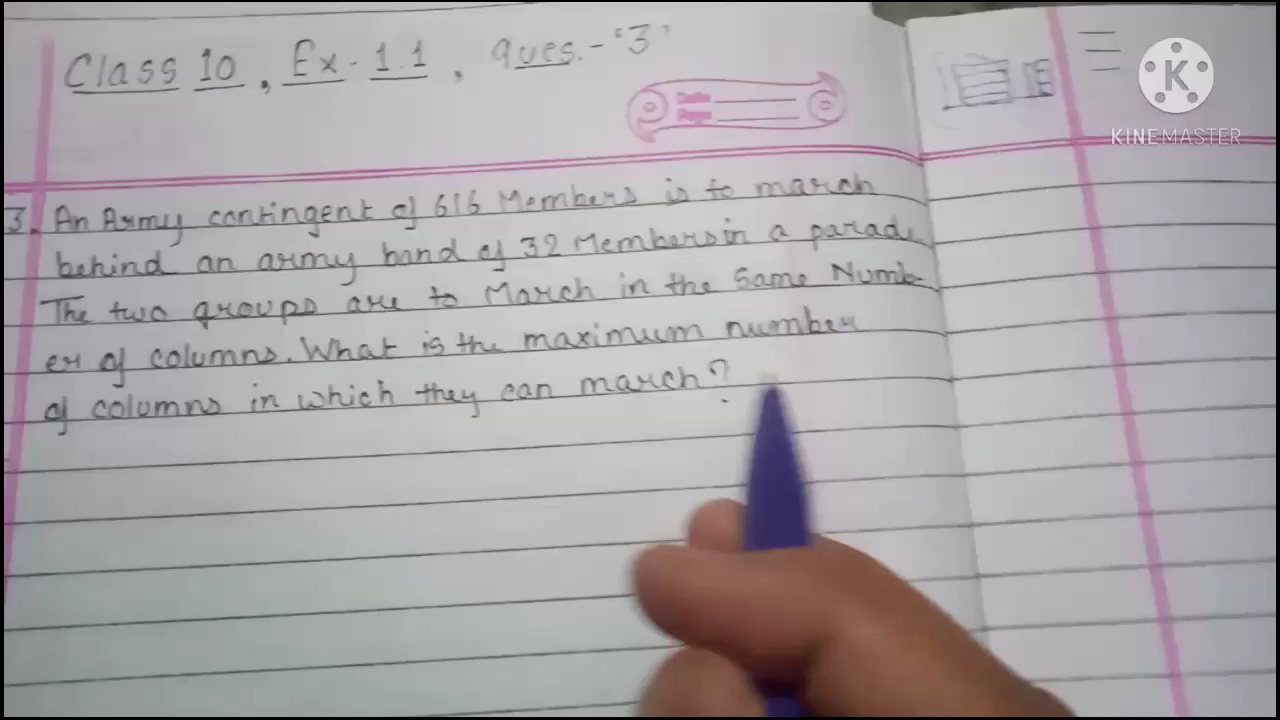 Class 10, Ex-1.1, ques.-'3'
Date
Page
KINEMASTER
3. An Army contingent of 616 Members is to march
behind an army band of 32 Members in a parade
The two groups are to March in the Same Numb-
er of columns. What is the maximum number
of columns in which they can march?